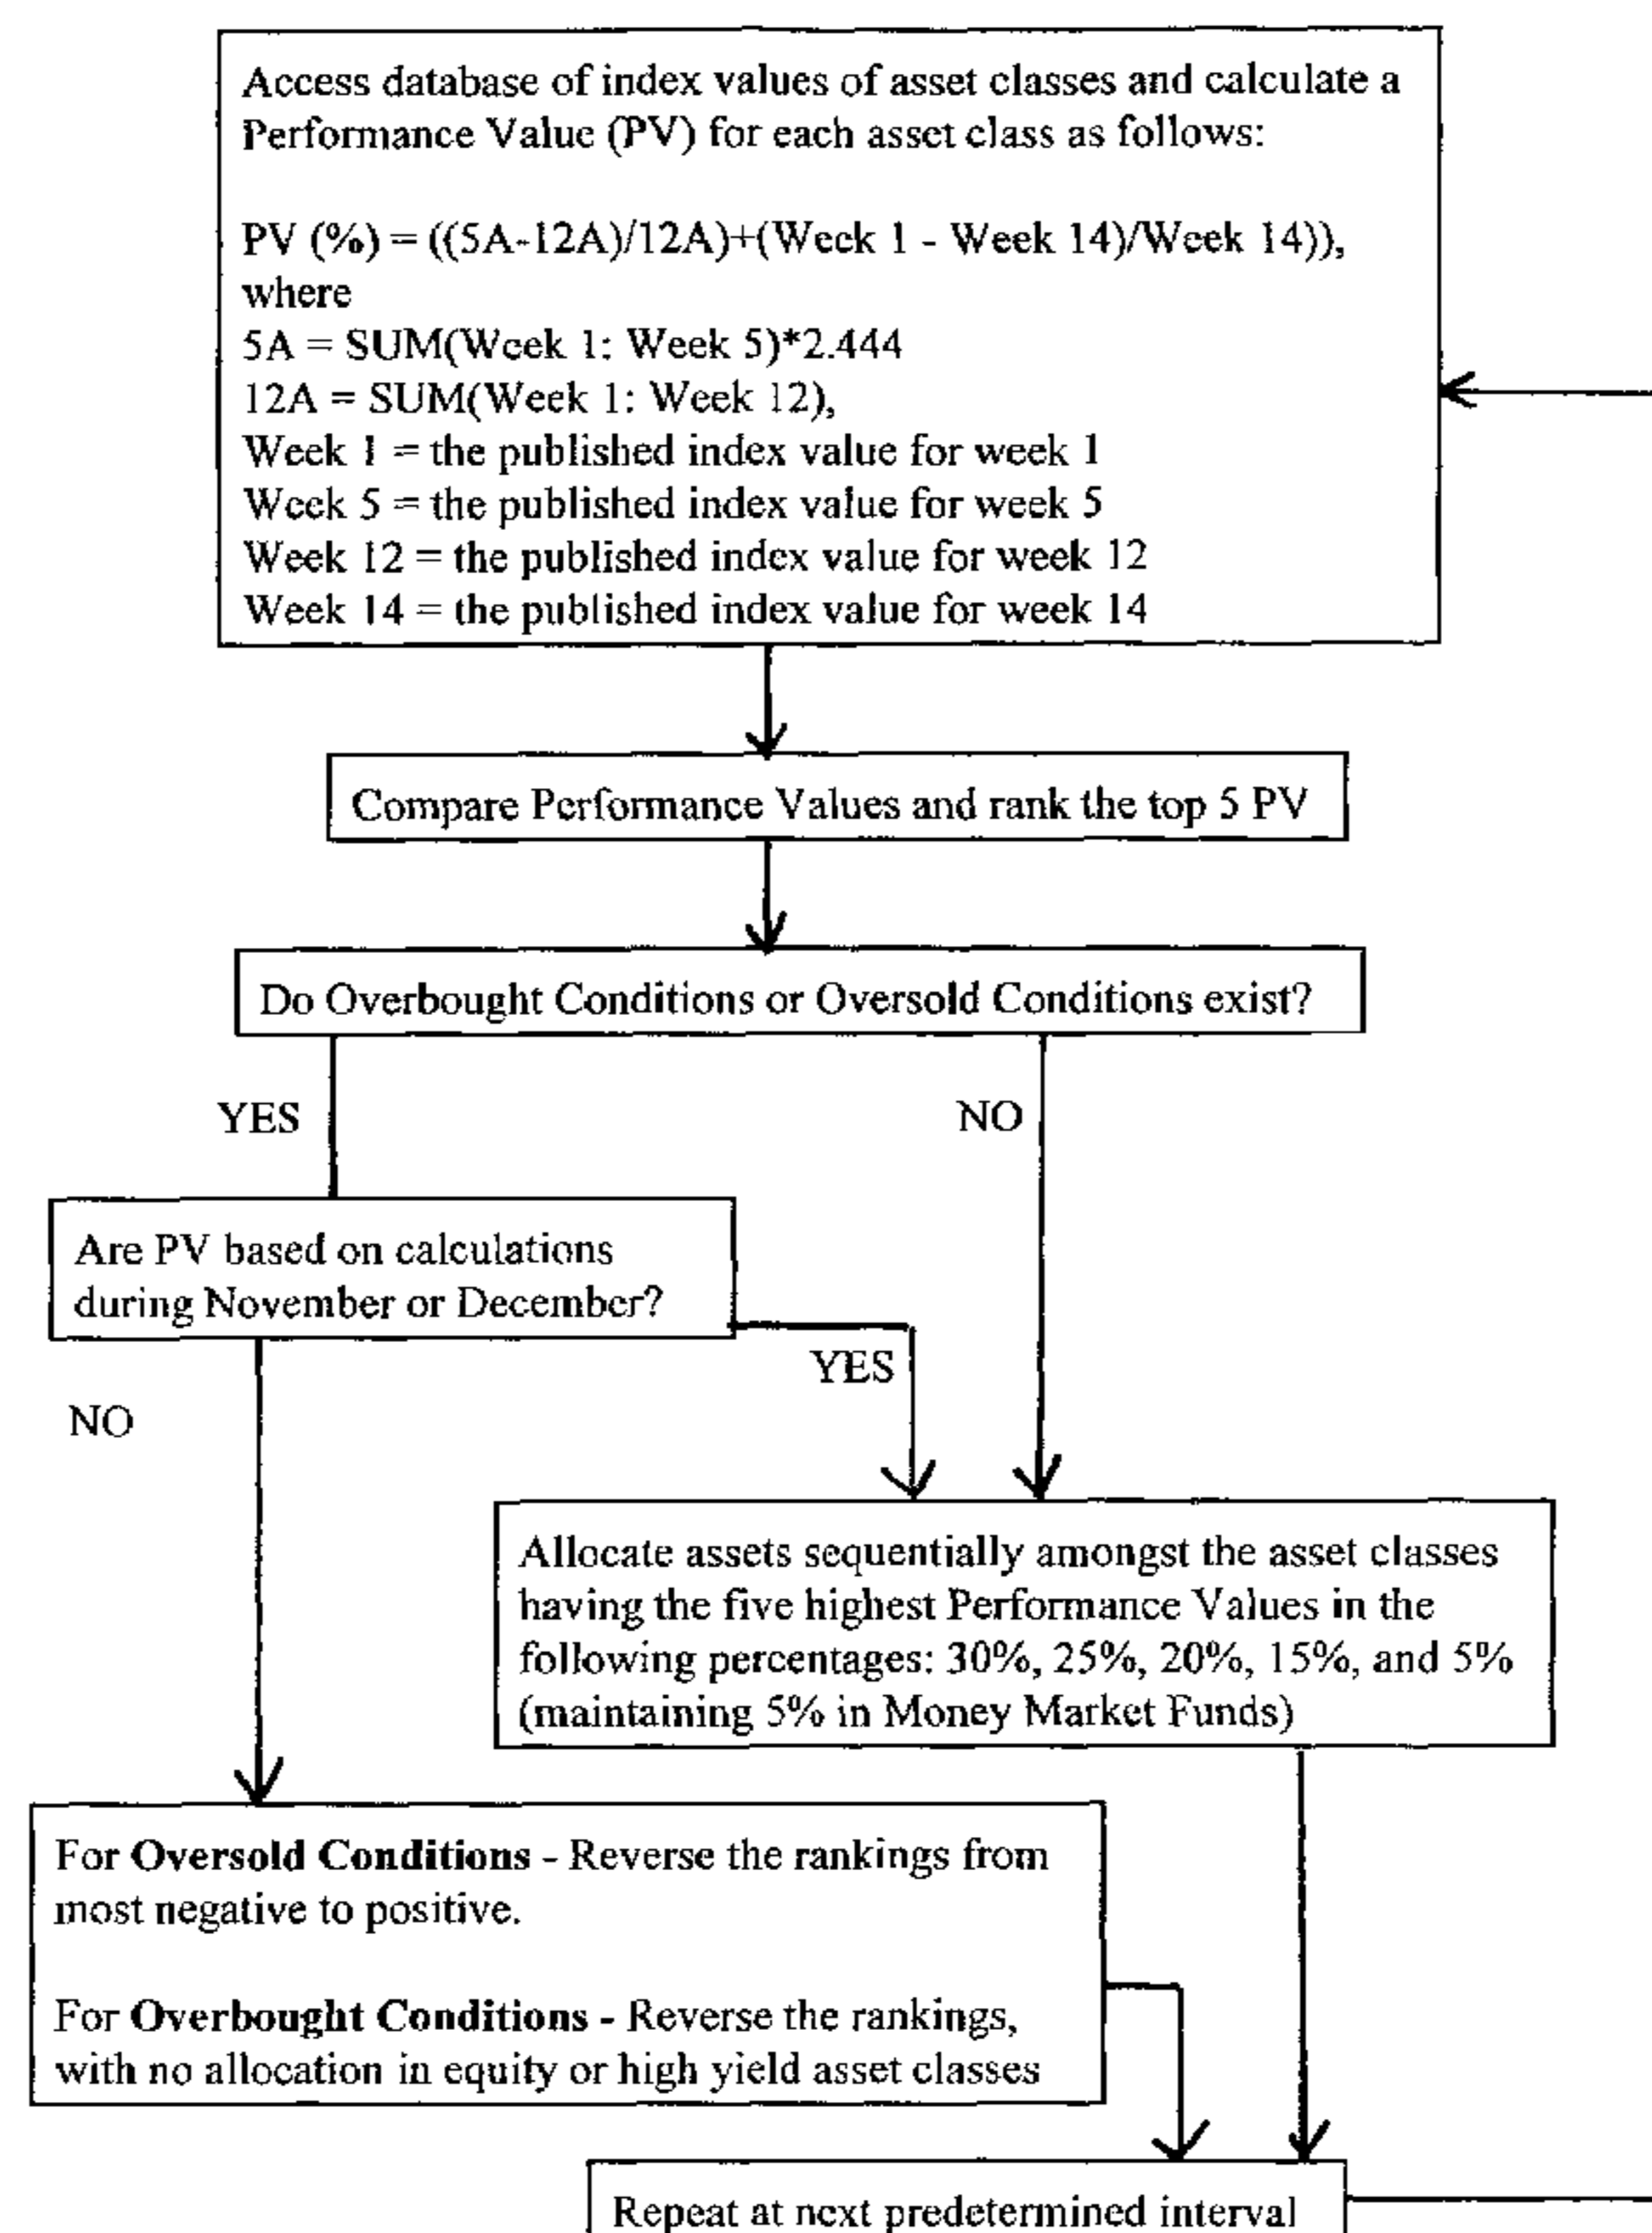 Access database of index values of asset classes and calculate a
Performance Value (PV) for each asset class as follows:
PV (%) = ((5A-12A)/12A)+(Week 1 - Week 14)/Week 14)),
where
5A = SUM(Week 1: Week 5)*2.444
12A = SUM(Week 1: Week 12),
Week 1 = the published index value for week 1
Week 5 = the published index value for week 5
Week 12 = the published index value for week 12
Week 14 = the published index value for week 14
Compare Performance Values and rank the top 5 PV
Do Overbought Conditions or Oversold Conditions exist?
YES
NO
Are PV based on calculations
during November or December?
YES
NO
Allocate assets sequentially amongst the asset classes
having the five highest Performance Values in the
following percentages: 30%, 25%, 20%, 15%, and 5%
(maintaining 5% in Money Market Funds)
For Oversold Conditions - Reverse the rankings from
most negative to positive.
For Overbought Conditions - Reverse the rankings,
with no allocation in equity or high yield asset classes
Repeat at next predetermined interval